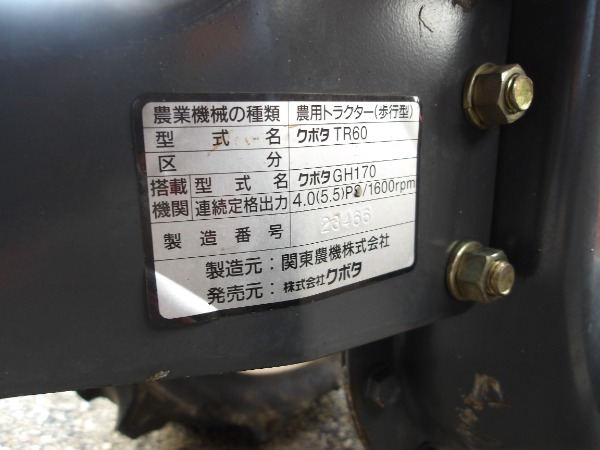 農業機械の種類 農用トラクター(歩行型)
型式名 クボタ TR60
区分
搭載機関 型式名 クボタ GH170
連続定格出力 4.0(5.5)PS/1600rpm
製造番号 23466
製造元：関東農機株式会社
発売元：株式会社クボタ